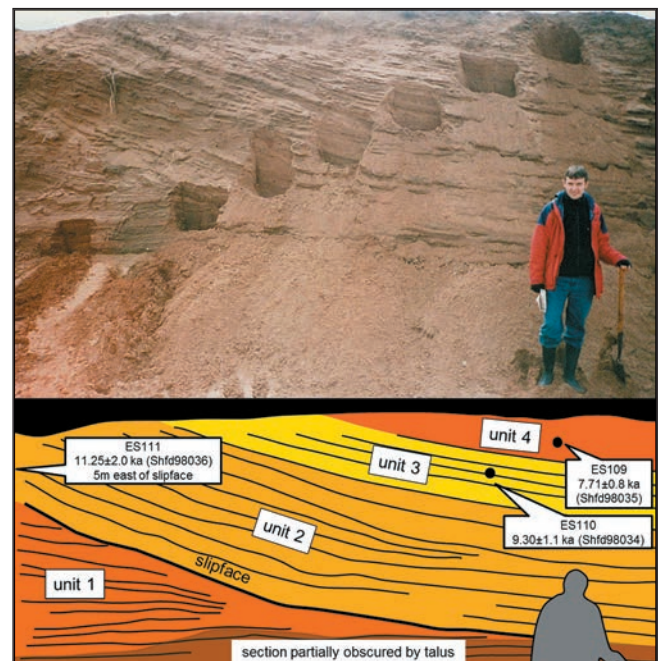 ES111
11.25±2.0 ka (Shfd98036)
5m east of slipface
unit 4
unit 3
ES109
7.71±0.8 ka
(Shfd98035)
ES110
9.30±1.1 ka (Shfd98034)
unit 2
slipface
unit 1
section partially obscured by talus